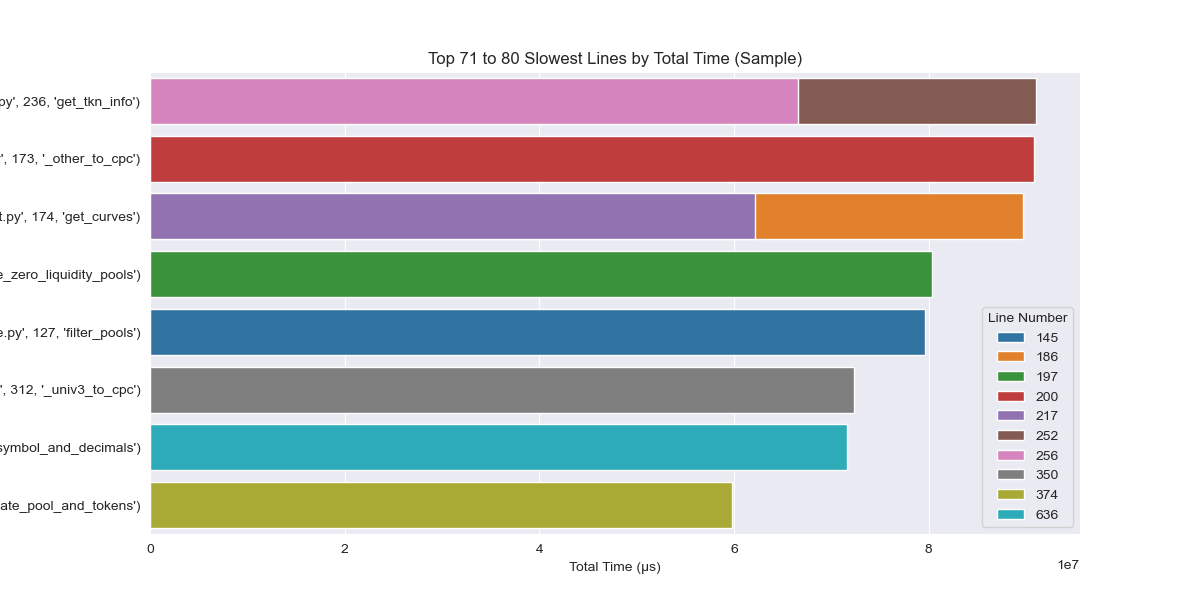 Top 71 to 80 Slowest Lines by Total Time (Sample)
py', 236, 'get_tkn_info')
', 173, '_other_to_cpc')
t.py', 174, 'get_curves')
e_zero_liquidity_pools')
e.py', 127, 'filter_pools')
', 312, '_univ3_to_cpc')
symbol_and_decimals')
ate_pool_and_tokens')
Line Number
145
186
197
200
217
252
256
350
374
636
0 2 4 6 8
1e7
Total Time (µs)